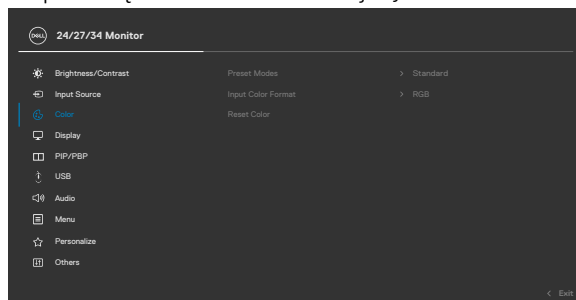 DELL
24/27/34 Monitor
Brightness/Contrast
Preset Modes > Standard
Input Source
Input Color Format > RGB
Color
Reset Color
Display
PIP/PBP
USB
Audio
Menu
Personalize
Others
< Exit